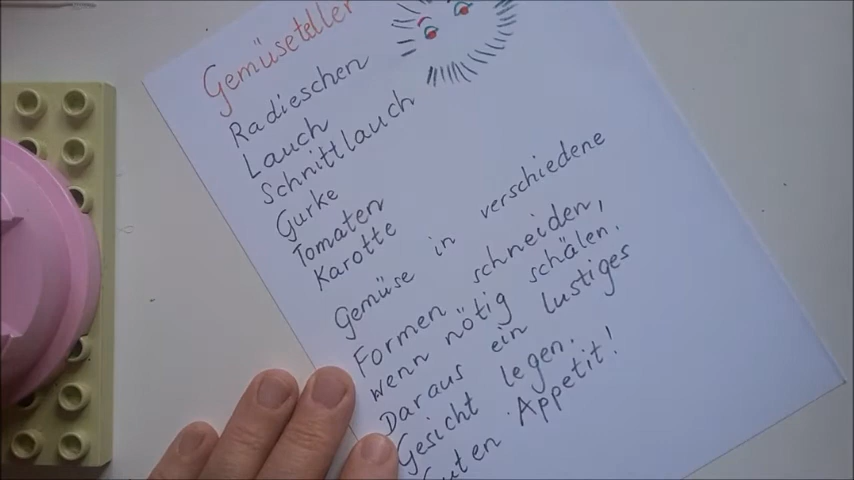 Gemüseteller
Radieschen
Lauch
Schnittlauch
Gurke
Tomaten
Karotte
Gemüse in verschiedene
Formen schneiden,
wenn nötig schälen.
Daraus ein lustiges
Gesicht legen.
Guten Appetit!